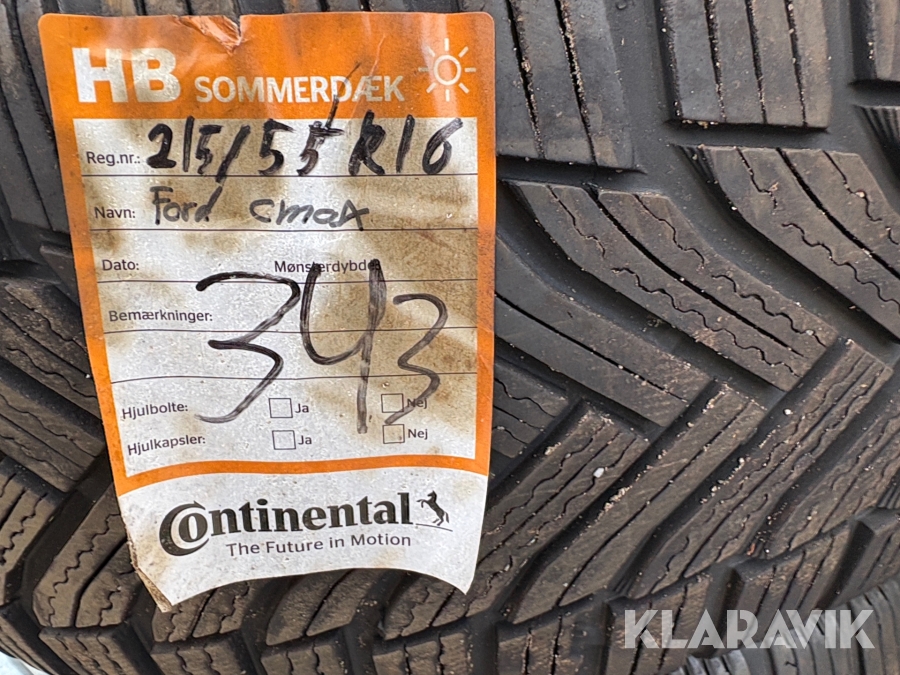 HB SOMMERDÆK
Reg.nr.: 215/55 R16
Navn: Ford cmax
Dato: Mønsterdybde:
Bemærkninger: 343
Hjulbolte: Ja Nej
Hjulkapsler: Ja Nej
Continental
The Future in Motion
KLARAVIK